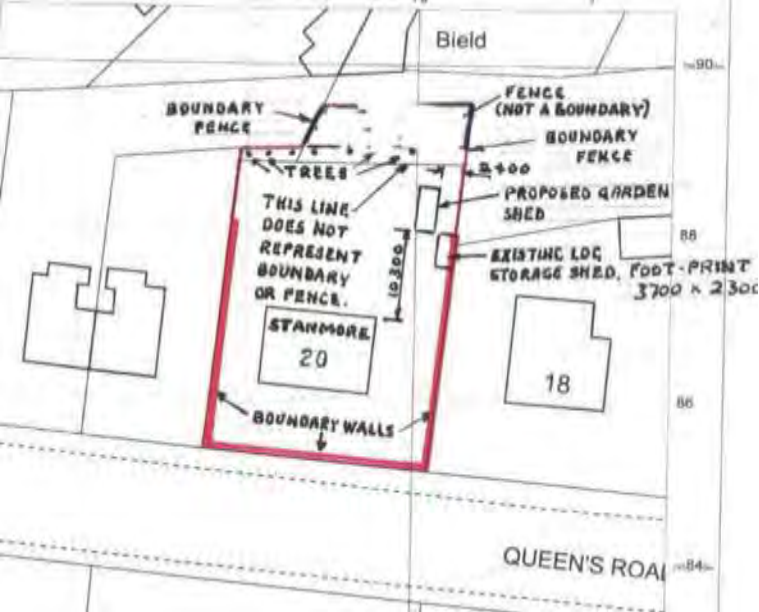 Bield
90
FENCE
(NOT A BOUNDARY)
BOUNDARY
FENCE
BOUNDARY
FENCE
TREES
2400
PROPOSED GARDEN
SHED
THIS LINE
DOES NOT
REPRESENT
BOUNDARY
OR FENCE.
88
10300
EXISTING LOG
STORAGE SHED, FOOT-PRINT
3700 x 2300
STANMORE
20
18
86
BOUNDARY WALLS
QUEEN'S ROA
84